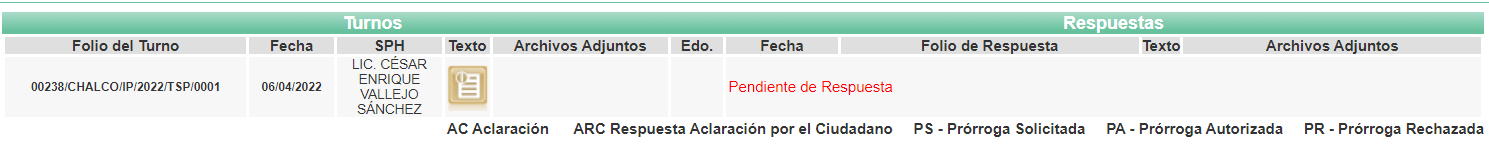 Turnos Respuestas
Folio del Turno Fecha SPH Texto Archivos Adjuntos Edo. Fecha Folio de Respuesta Texto Archivos Adjuntos
00238/CHALCO/IP/2022/TSP/0001 06/04/2022 LIC. CÉSAR
ENRIQUE
VALLEJO
SÁNCHEZ
Pendiente de Respuesta
AC Aclaración ARC Respuesta Aclaración por el Ciudadano PS - Prórroga Solicitada PA - Prórroga Autorizada PR - Prórroga Rechazada